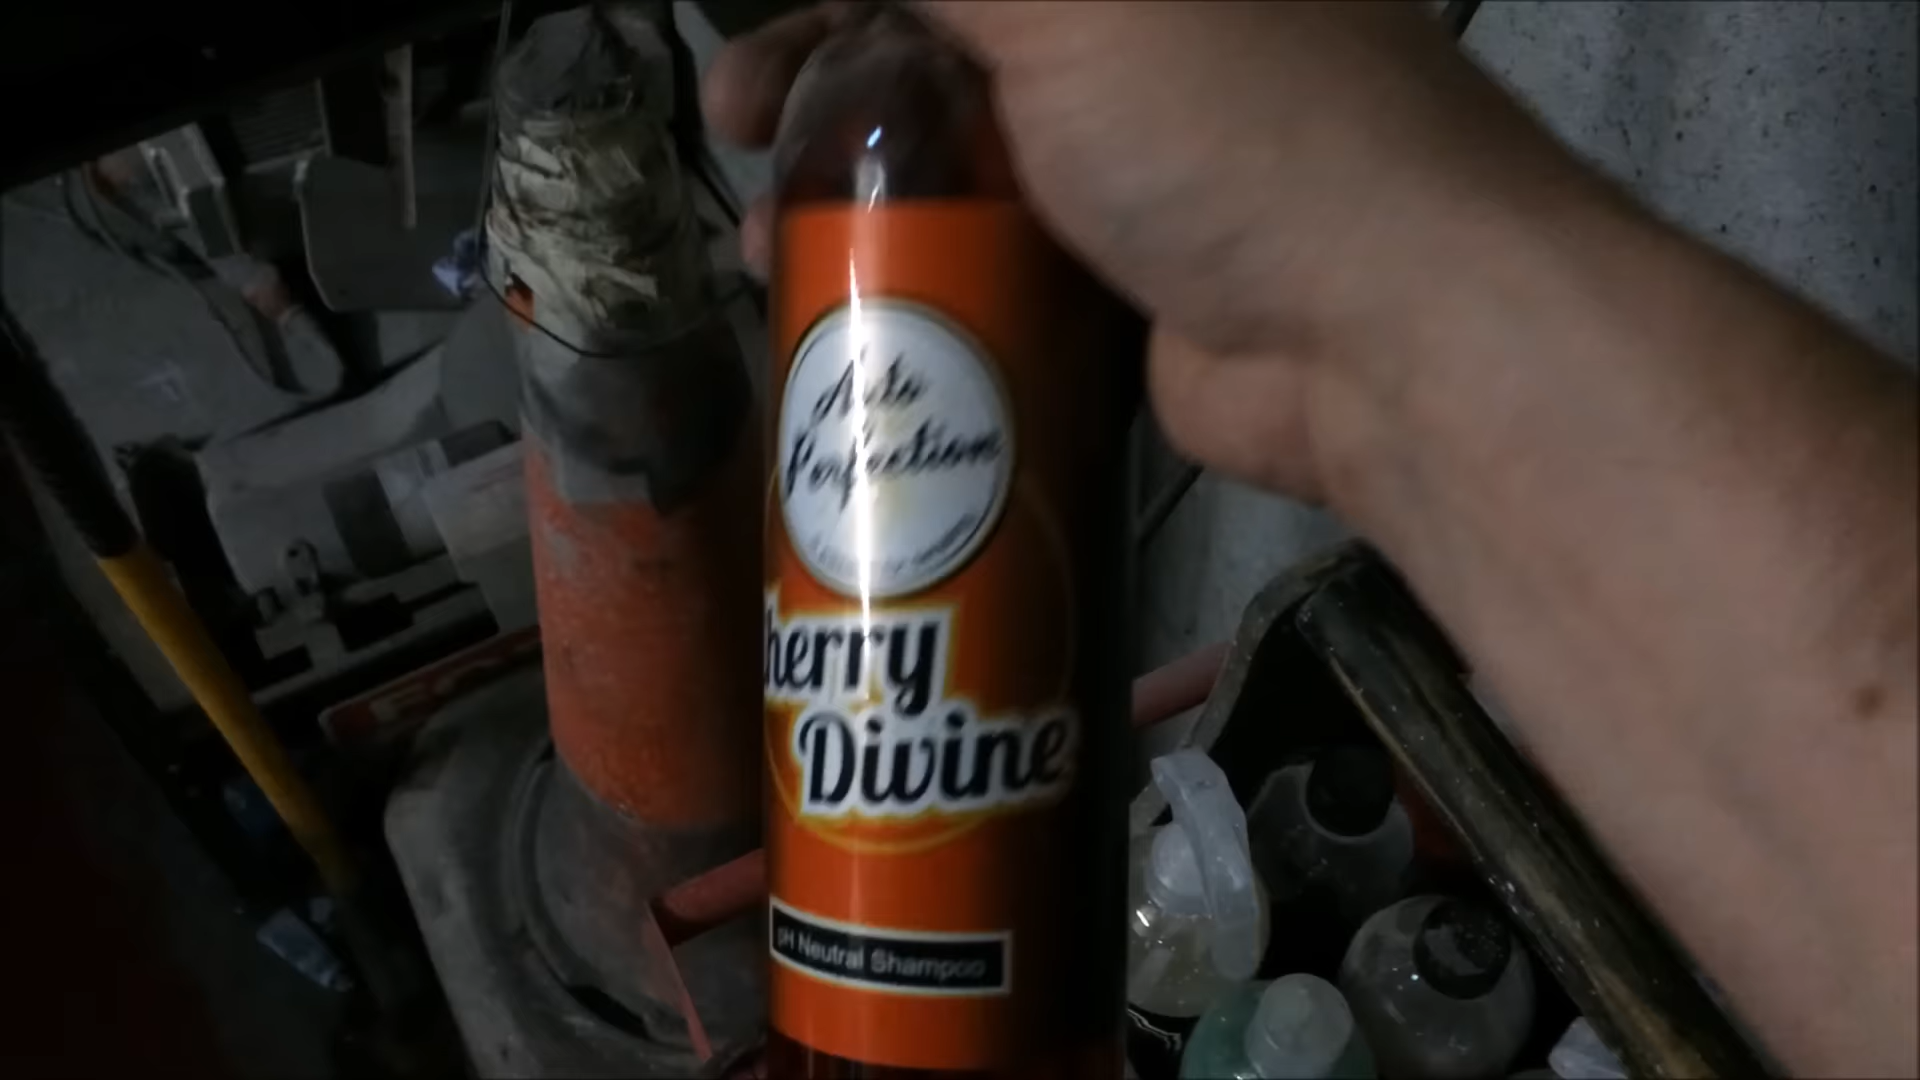 Auto
Perfection
herry
Divine
pH Neutral Shampoo